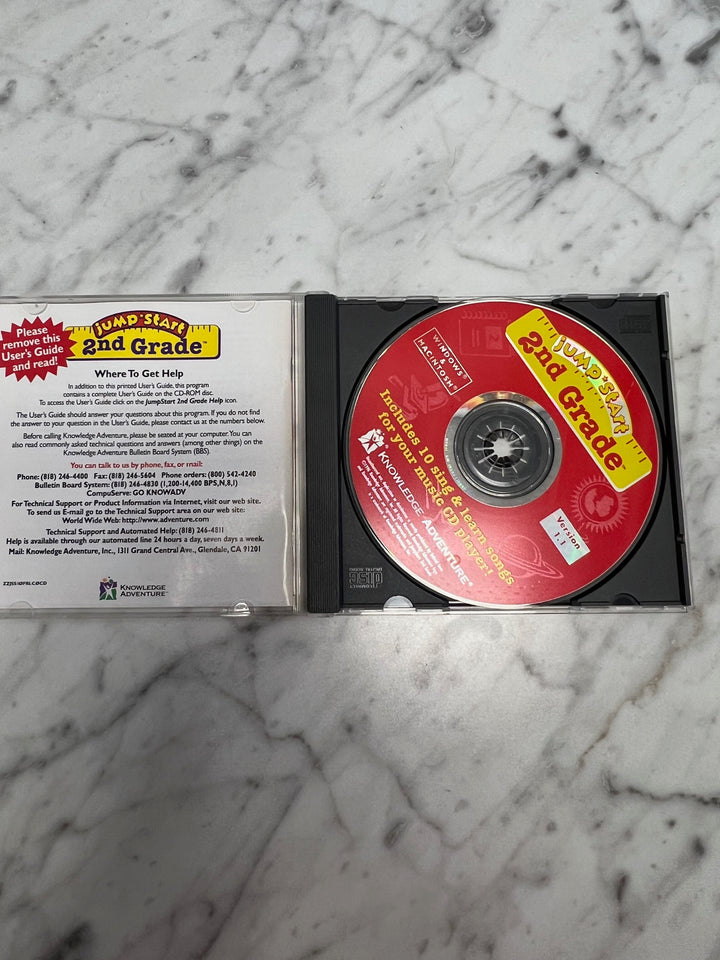 Please
remove this
User's Guide
and read!
JUMPSTART
2nd Grade™
Where To Get Help
In addition to this printed User's Guide, this program
contains a complete User's Guide on the CD-ROM disc.
To access the User's Guide click on the JumpStart 2nd Grade Help icon.
The User's Guide should answer your questions about this program. If you do not find
the answer to your question in the User's Guide, please contact us at the numbers below.
Before calling Knowledge Adventure, please be seated at your computer. You can
also read commonly asked technical questions and answers (among other things) on the
Knowledge Adventure Bulletin Board System (BBS).
You can talk to us by phone, fax, or mail:
Phone: (818) 246-4400 Fax: (818) 246-5604 Phone orders: (800) 542-4240
Bulletin Board System: (818) 246-4830 (1,200-14,400 BPS,N,8,1)
CompuServe: GO KNOWADV
For Technical Support or Product Information via Internet, visit our web site.
To send us E-mail go to the Technical Support area on our web site:
World Wide Web: http://www.adventure.com
Technical Support and Automated Help: (818) 246-4811
Help is available through our automated line 24 hours a day, seven days a week.
Mail: Knowledge Adventure, Inc., 1311 Grand Central Ave., Glendale, CA 91201
KNOWLEDGE
ADVENTURE™
WINDOWS®
&
MACINTOSH®
JUMPSTART
2nd Grade™
Includes 10 sing & learn songs
for your music CD player!
KNOWLEDGE ADVENTURE®
Version
1.1
COMPACT
disc
DIGITAL AUDIO